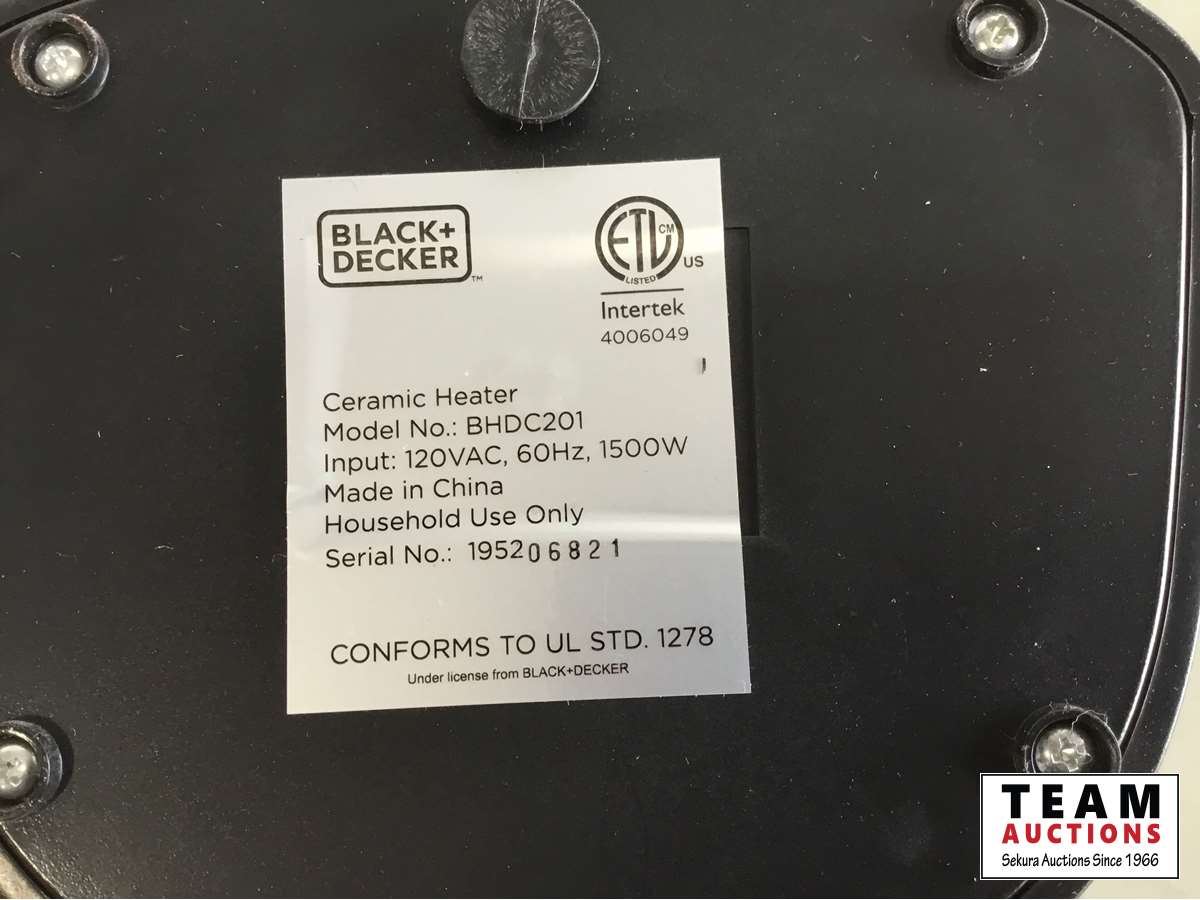 BLACK+
DECKER™
ETL CM
LISTED
US
Intertek
4006049
Ceramic Heater
Model No.: BHDC201
Input: 120VAC, 60Hz, 1500W
Made in China
Household Use Only
Serial No.: 195206821
CONFORMS TO UL STD. 1278
Under license from BLACK+DECKER
TEAM
AUCTIONS
Sekura Auctions Since 1966